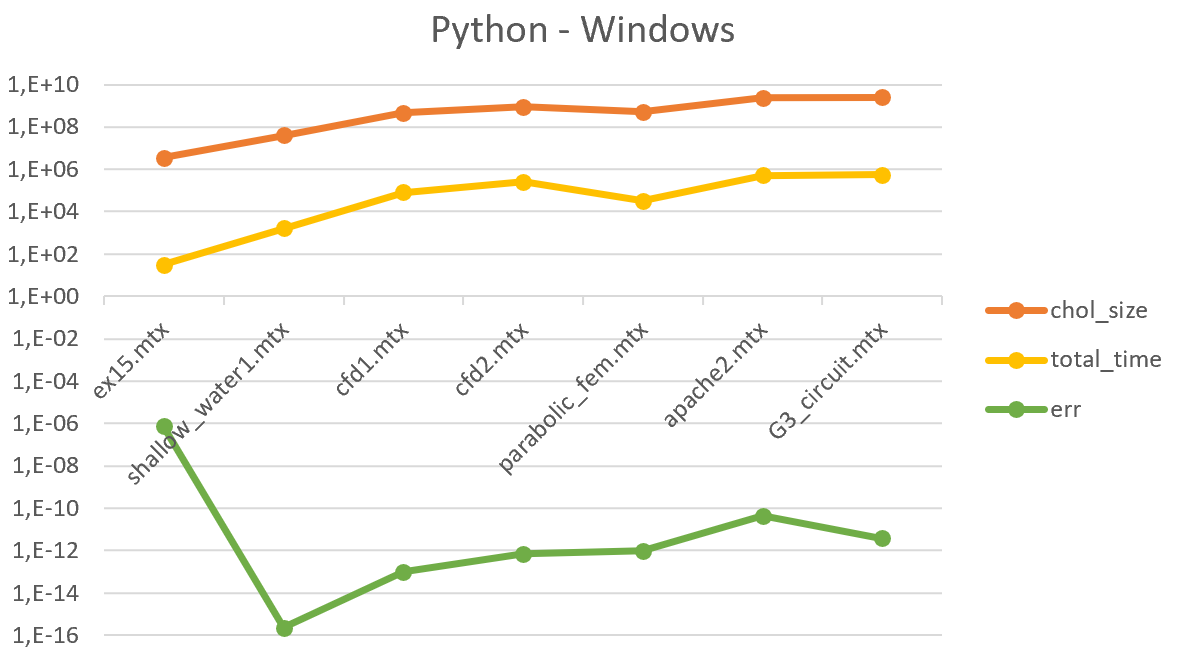 Python - Windows
1,E+10
1,E+08
1,E+06
1,E+04
1,E+02
1,E+00
1,E-02
1,E-04
1,E-06
1,E-08
1,E-10
1,E-12
1,E-14
1,E-16
ex15.mtx
shallow_water1.mtx
cfd1.mtx
cfd2.mtx
parabolic_fem.mtx
apache2.mtx
G3_circuit.mtx
chol_size
total_time
err